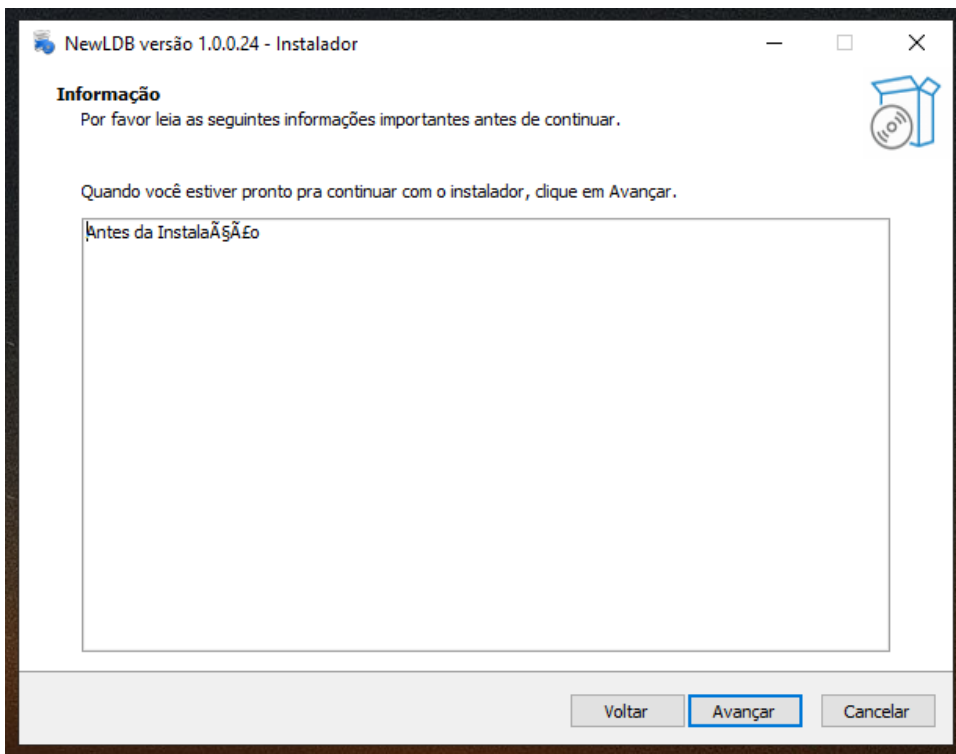 NewLDB versão 1.0.0.24 - Instalador
Informação
Por favor leia as seguintes informações importantes antes de continuar.
Quando você estiver pronto pra continuar com o instalador, clique em Avançar.
Antes da InstalaÃ§Ã£o
Voltar
Avançar
Cancelar